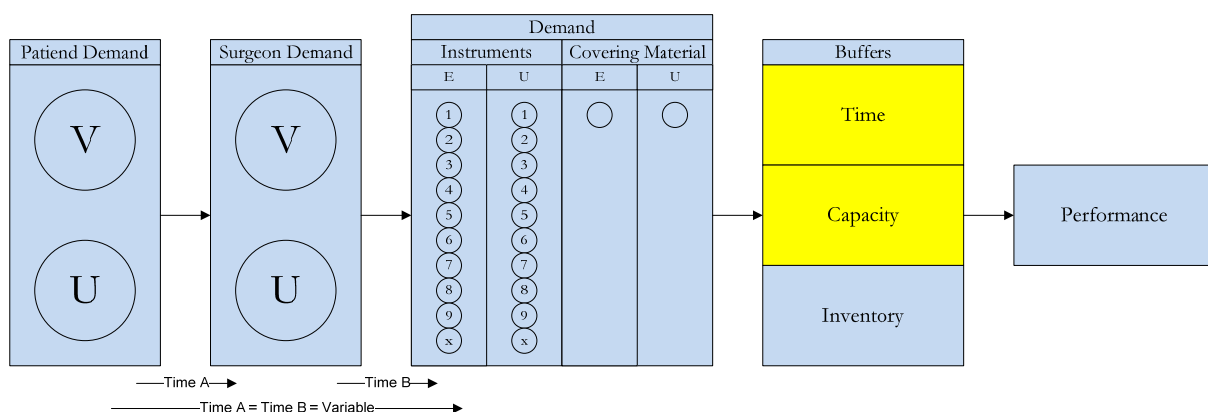 Patiend Demand
V
U
Surgeon Demand
V
U
Demand
Instruments Covering Material
E U E U
1 1
2 2
3 3
4 4
5 5
6 6
7 7
8 8
9 9
x x
Buffers
Time
Capacity
Inventory
Performance
Time A
Time B
Time A = Time B = Variable